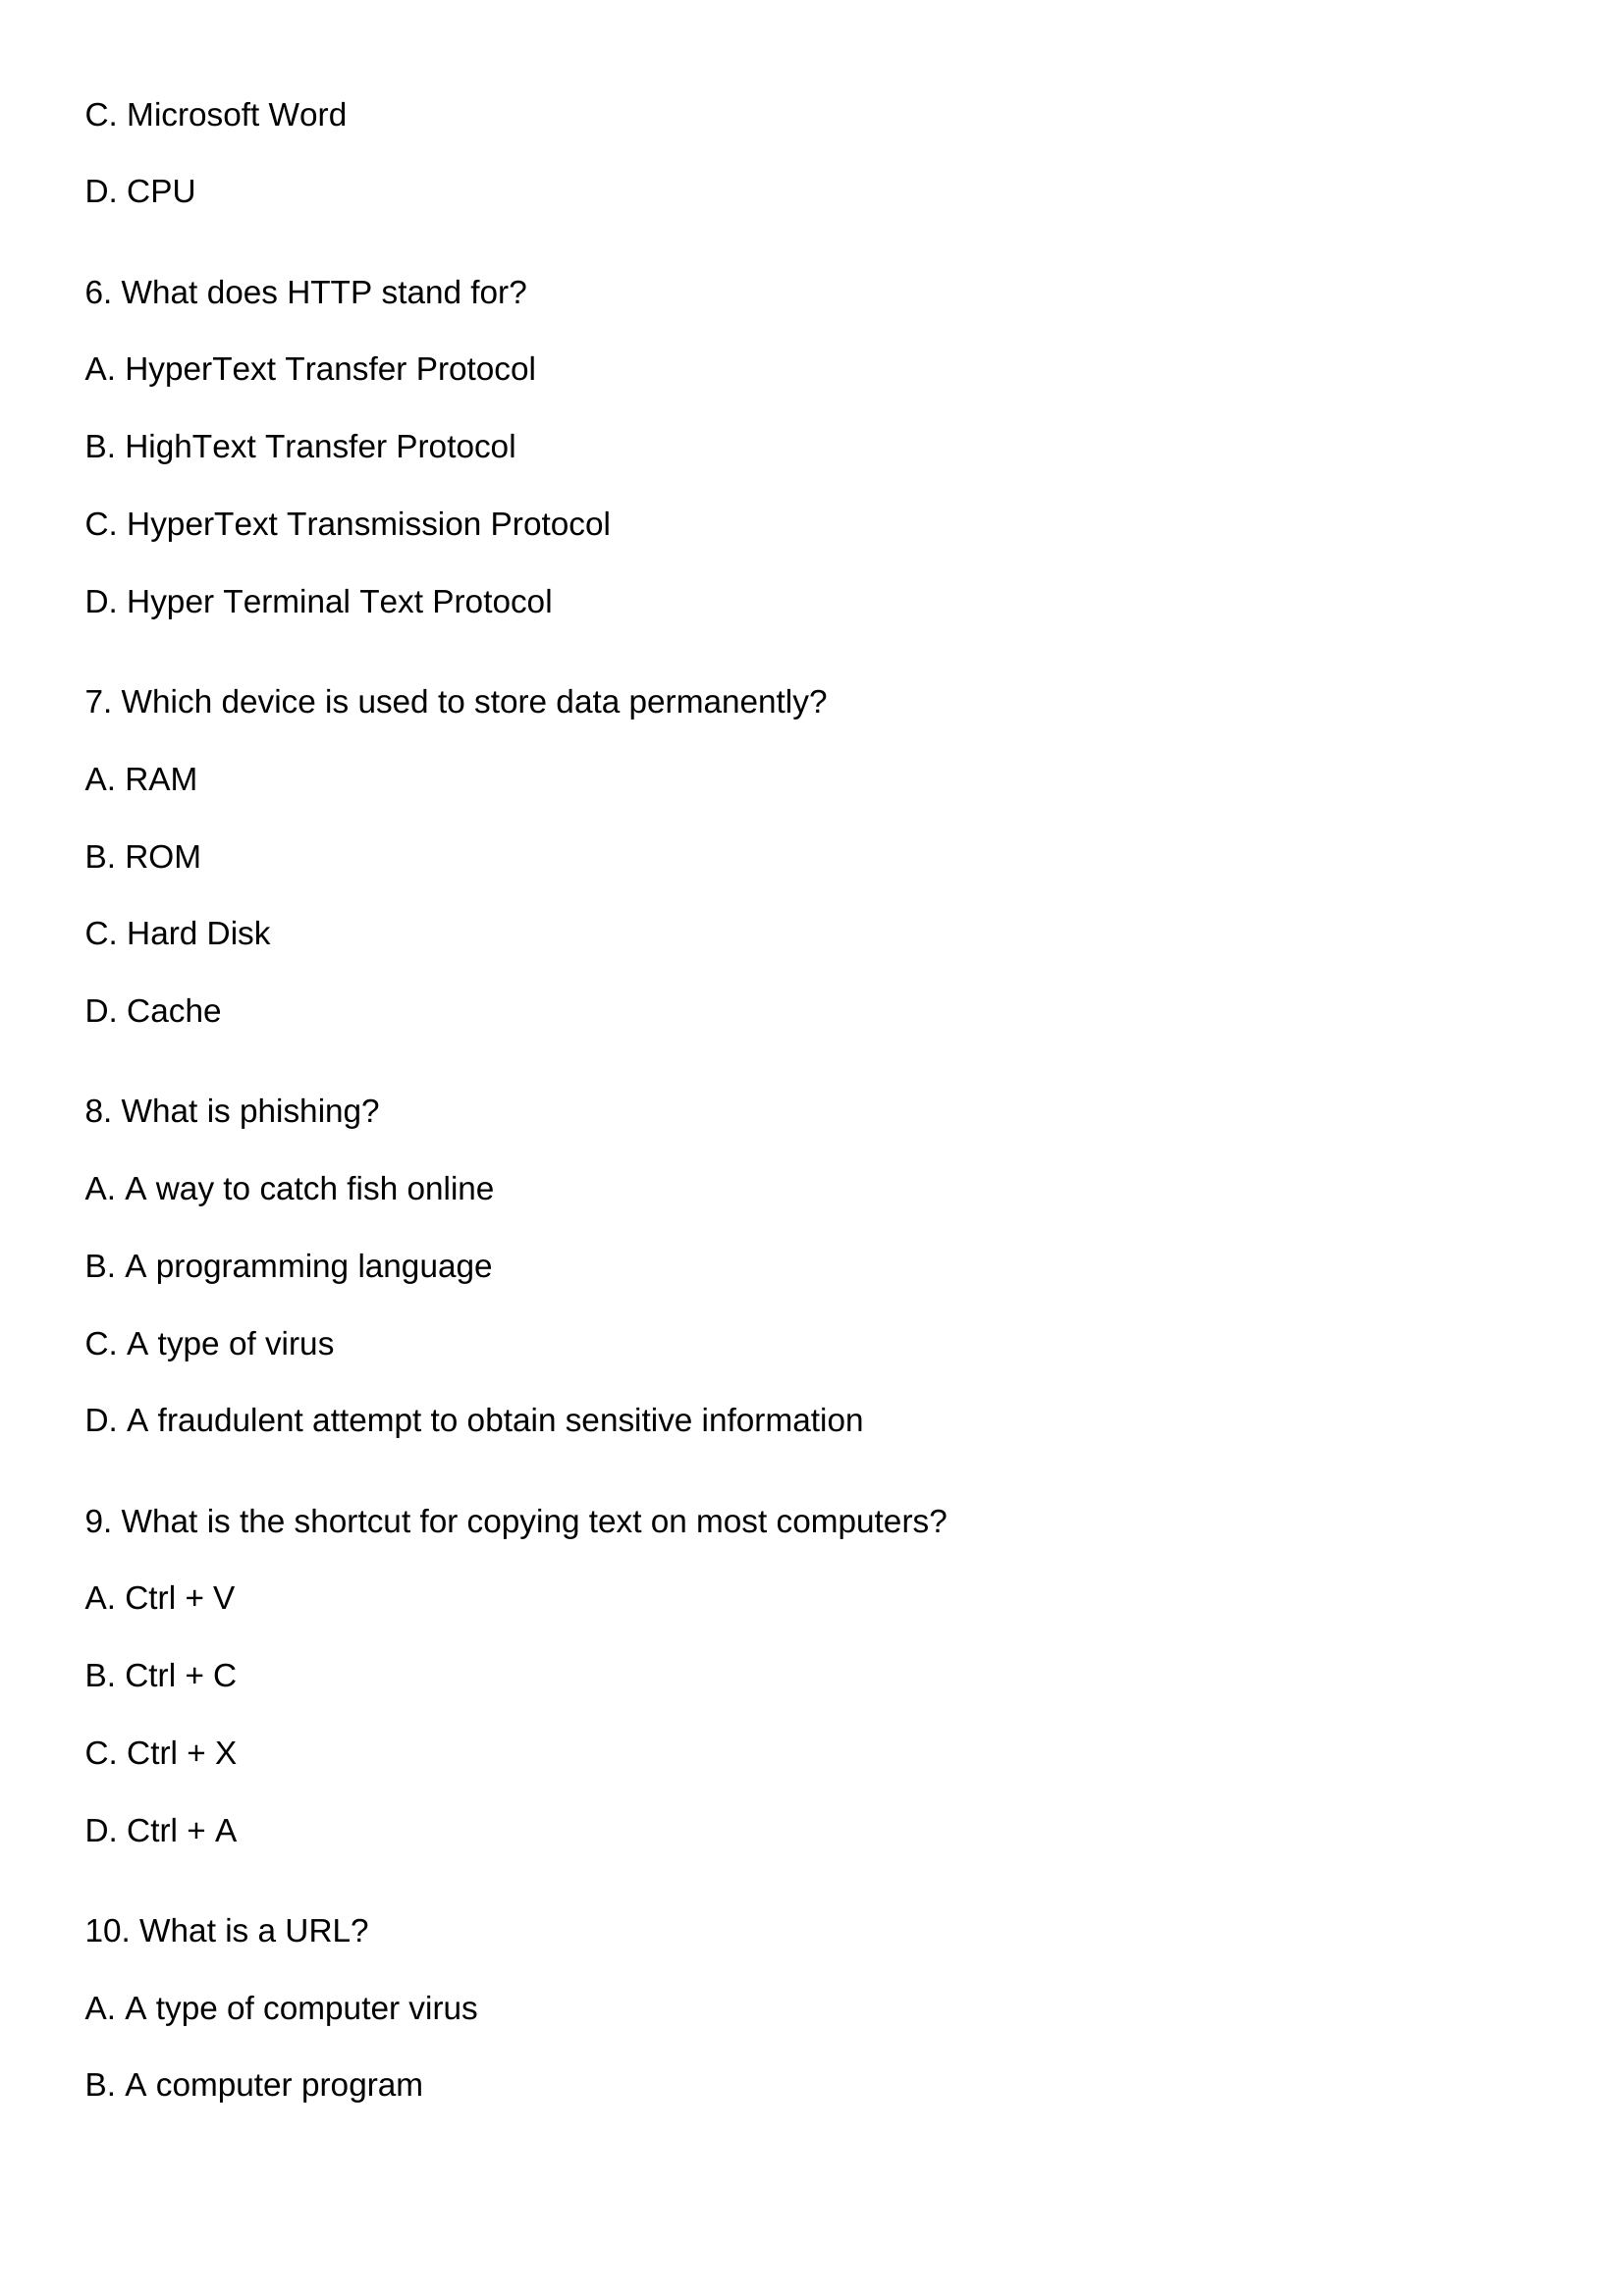 C. Microsoft Word
D. CPU
6. What does HTTP stand for?
A. HyperText Transfer Protocol
B. HighText Transfer Protocol
C. HyperText Transmission Protocol
D. Hyper Terminal Text Protocol
7. Which device is used to store data permanently?
A. RAM
B. ROM
C. Hard Disk
D. Cache
8. What is phishing?
A. A way to catch fish online
B. A programming language
C. A type of virus
D. A fraudulent attempt to obtain sensitive information
9. What is the shortcut for copying text on most computers?
A. Ctrl + V
B. Ctrl + C
C. Ctrl + X
D. Ctrl + A
10. What is a URL?
A. A type of computer virus
B. A computer program